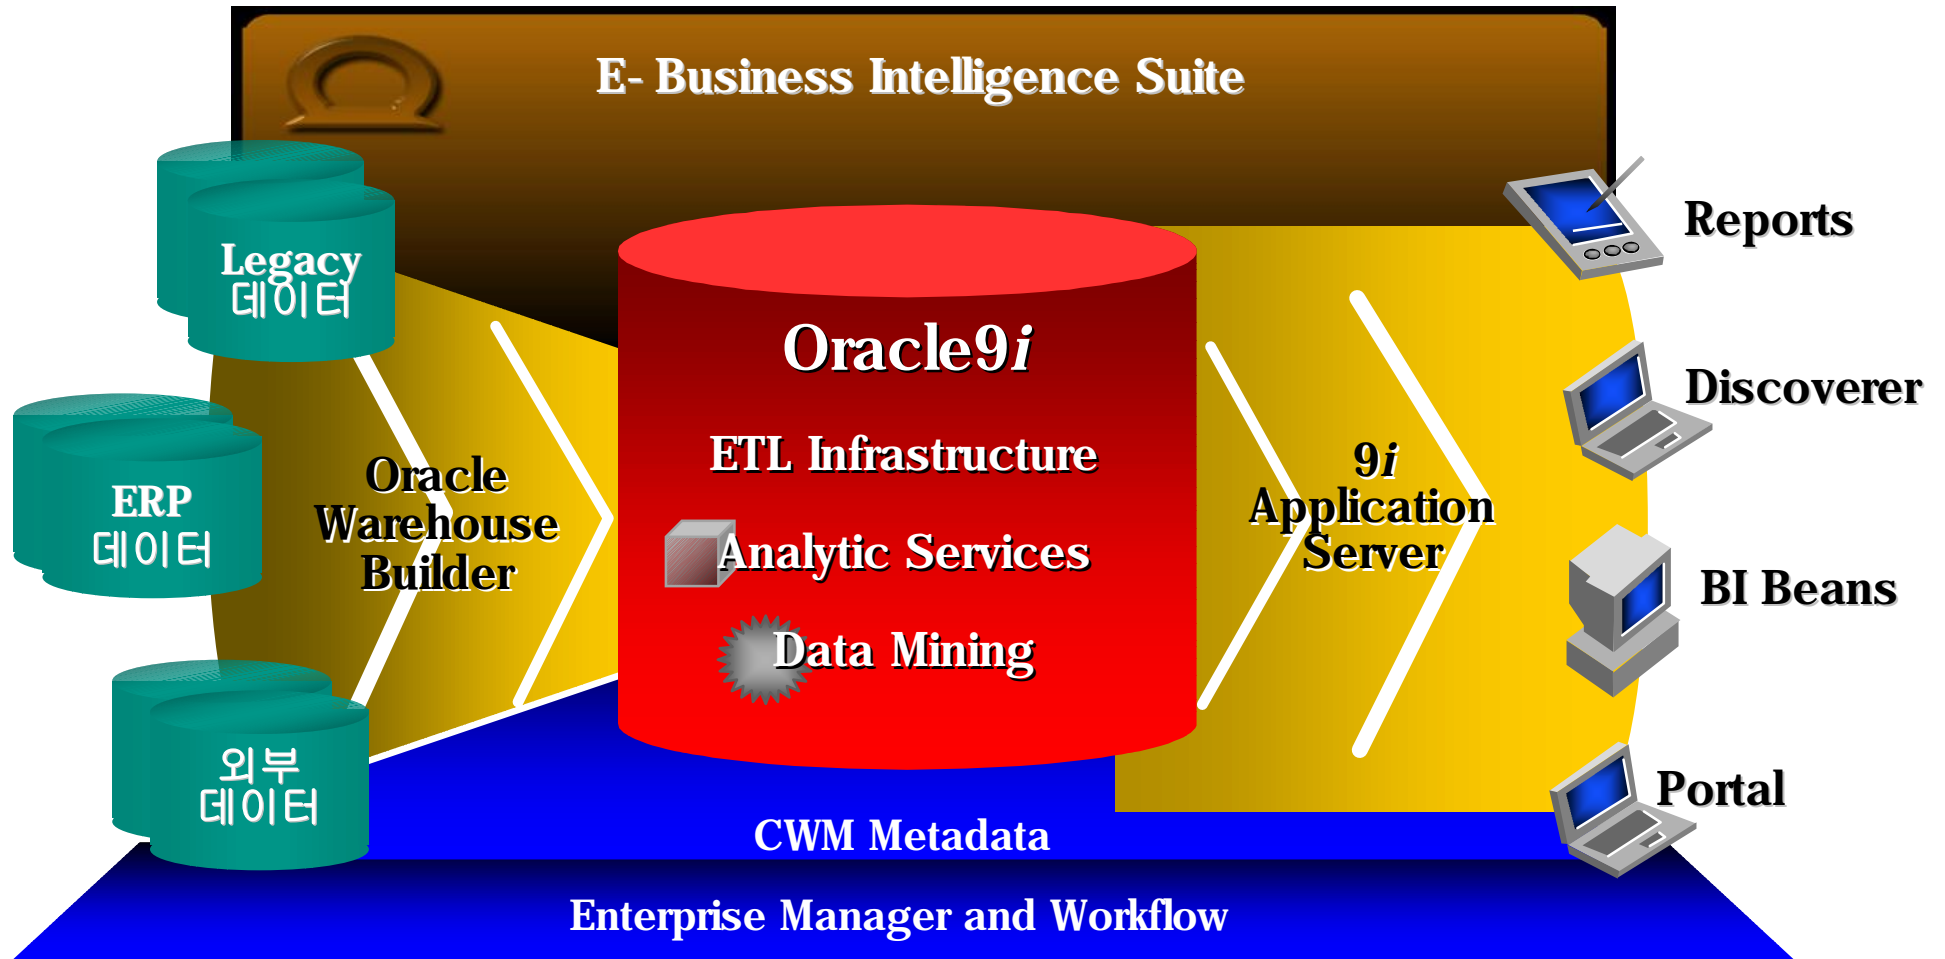 E- Business Intelligence Suite
Legacy
데이터
ERP
데이터
외부
데이터
Oracle
Warehouse
Builder
Oracle9i
ETL Infrastructure
Analytic Services
Data Mining
9i
Application
Server
Reports
Discoverer
BI Beans
Portal
CWM Metadata
Enterprise Manager and Workflow